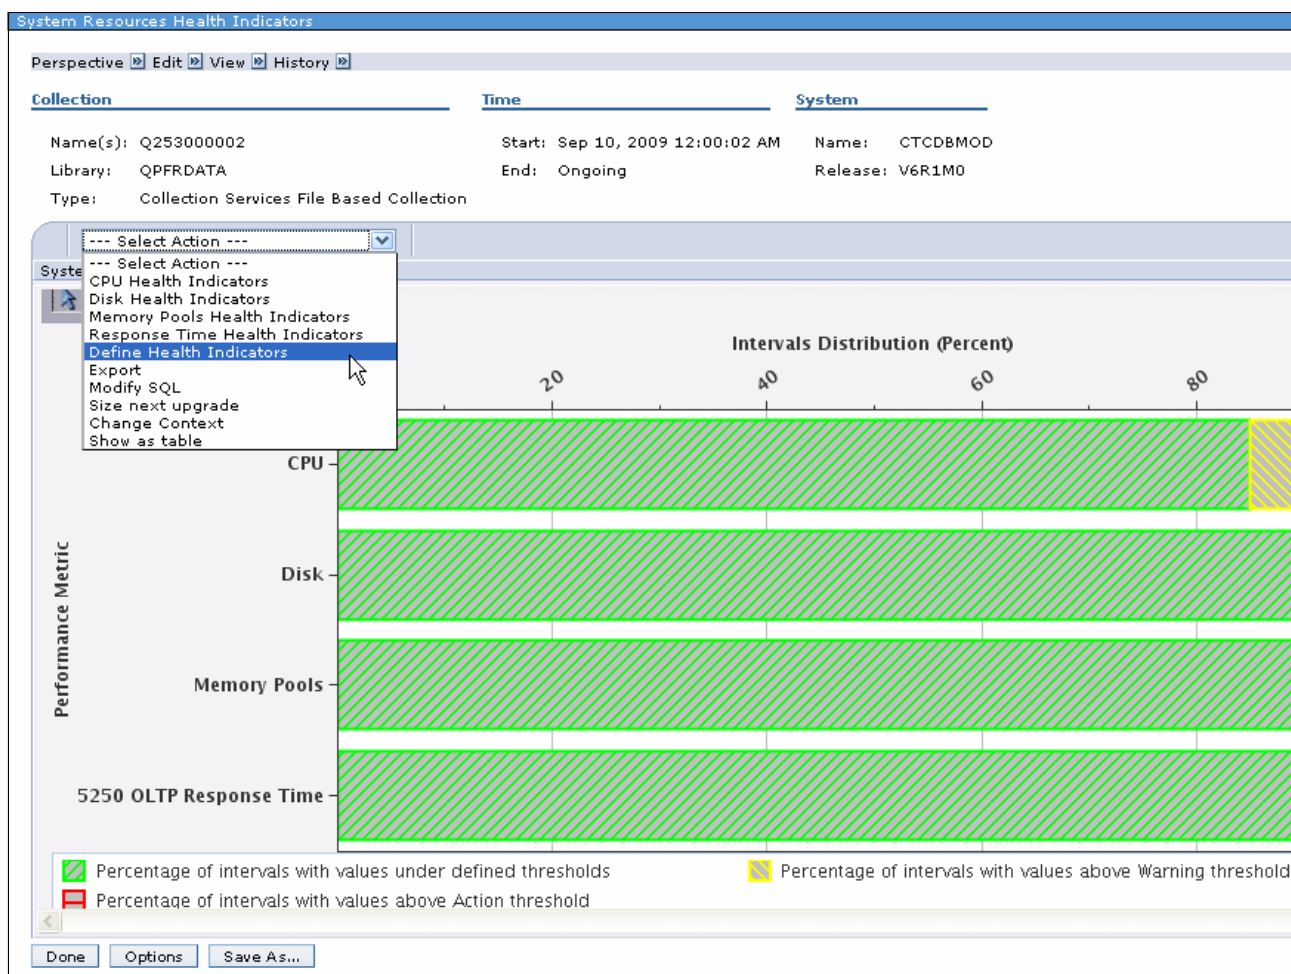 System Resources Health Indicators
Perspective Edit View History
Collection Time System
Name(s): Q253000002 Start: Sep 10, 2009 12:00:02 AM Name: CTCDBMOD
Library: QPFRDATA End: Ongoing Release: V6R1M0
Type: Collection Services File Based Collection
--- Select Action ---
--- Select Action ---
Syste
CPU Health Indicators
Disk Health Indicators
Memory Pools Health Indicators
Response Time Health Indicators
Define Health Indicators
Export
Modify SQL
Size next upgrade
Change Context
Show as table
Intervals Distribution (Percent)
20 40 60 80
Performance Metric
CPU
Disk
Memory Pools
5250 OLTP Response Time
Percentage of intervals with values under defined thresholds
Percentage of intervals with values above Warning threshold
Percentage of intervals with values above Action threshold
Done Options Save As...